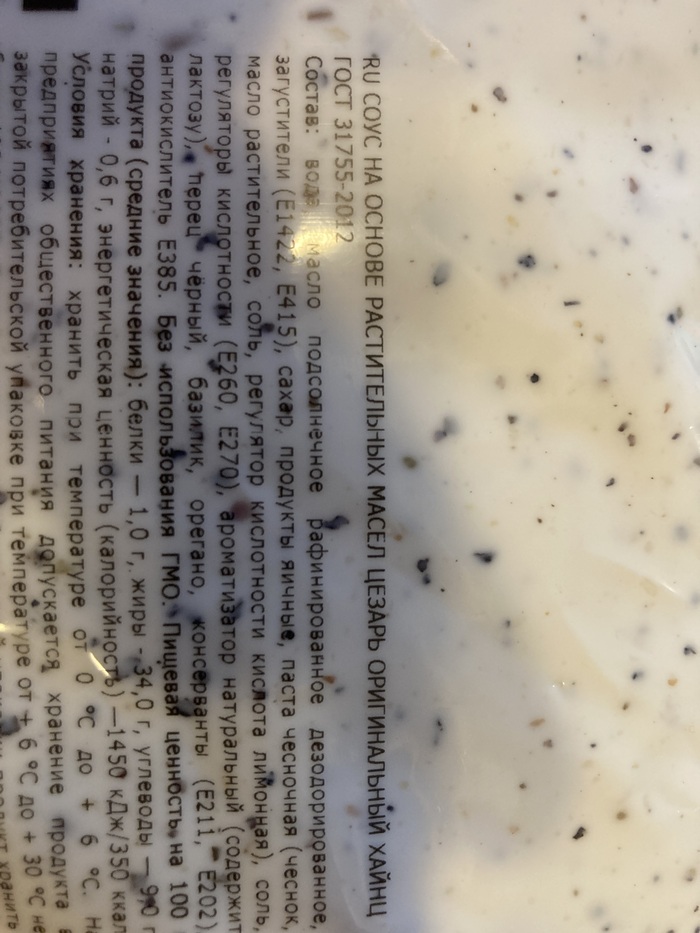 RU СОУС НА ОСНОВЕ РАСТИТЕЛЬНЫХ МАСЕЛ ЦЕЗАРЬ ОРИГИНАЛЬНЫЙ ХАЙНЦ
ГОСТ 31755-2012
Состав: вода, масло подсолнечное рафинированное дезодорированное,
загустители (Е1422, Е415), сахар, продукты яичные, паста чесночная (чеснок,
масло растительное, соль, регулятор кислотности кислота лимонная), соль,
регуляторы кислотности (Е260, Е270), ароматизатор натуральный (содержит
лактозу), перец чёрный, базилик, орегано, консерванты (Е211, Е202)
антиокислитель Е385. Без использования ГМО. Пищевая ценность на 100
продукта (средние значения): белки — 1,0 г, жиры - 34,0 г, углеводы — 9,0 г
натрий - 0,6 г, энергетическая ценность (калорийность) —1450 кДж/350 ккал
Условия хранения: хранить при температуре от 0 °С до + 6 °С. На
предприятиях общественного питания допускается хранение продукта в
закрытой потребительской упаковке при температуре от + 6 °С до + 30 °С не
продукт хранить